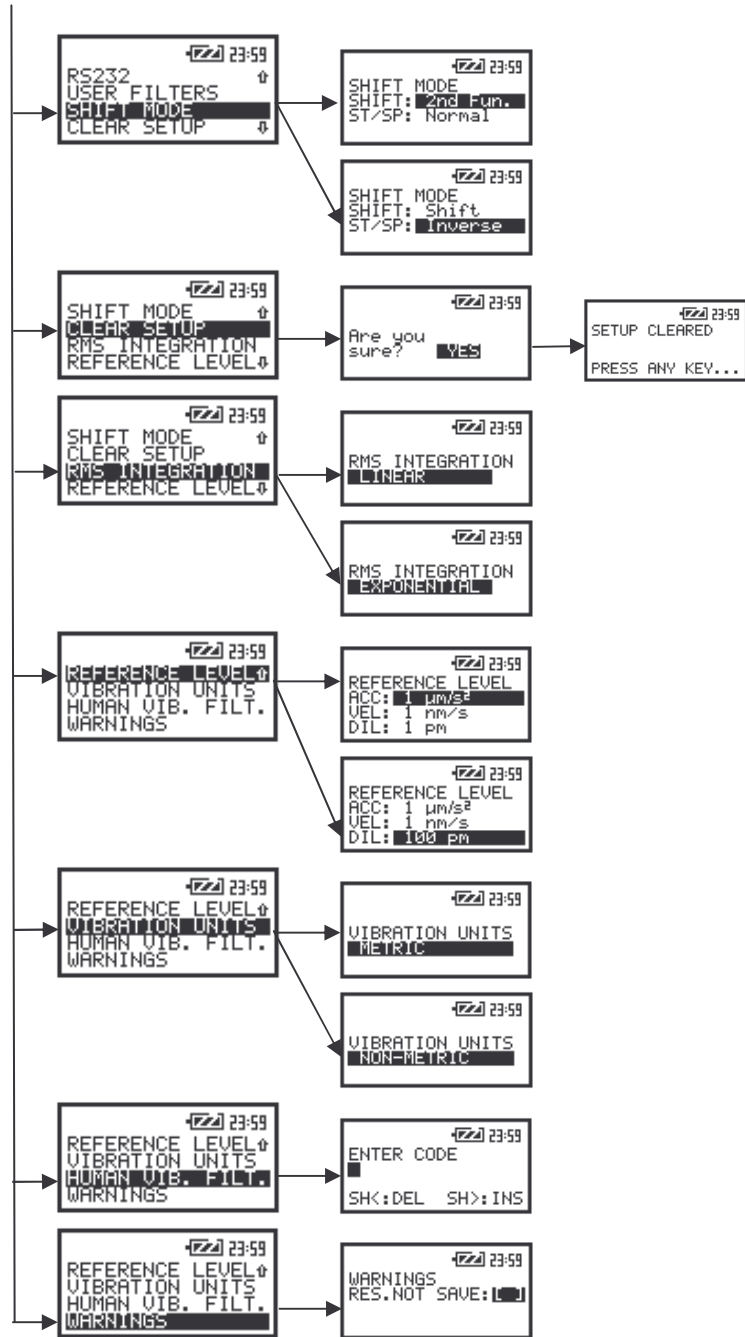 23:59
RS232
USER FILTERS
SHIFT MODE
CLEAR SETUP
23:59
SHIFT MODE
SHIFT: 2nd Fun.
ST/SP: Normal
23:59
SHIFT MODE
SHIFT: Shift
ST/SP: Inverse
23:59
SHIFT MODE
CLEAR SETUP
RMS INTEGRATION
REFERENCE LEVEL
23:59
Are you
sure? YES
23:59
SETUP CLEARED
PRESS ANY KEY...
23:59
SHIFT MODE
CLEAR SETUP
RMS INTEGRATION
REFERENCE LEVEL
23:59
RMS INTEGRATION
LINEAR
23:59
RMS INTEGRATION
EXPONENTIAL
23:59
REFERENCE LEVEL
VIBRATION UNITS
HUMAN VIB. FILT.
WARNINGS
23:59
REFERENCE LEVEL
ACC: 1 μm/s²
VEL: 1 nm/s
DIL: 1 pm
23:59
REFERENCE LEVEL
ACC: 1 μm/s²
VEL: 1 nm/s
DIL: 100 pm
23:59
REFERENCE LEVEL
VIBRATION UNITS
HUMAN VIB. FILT.
WARNINGS
23:59
VIBRATION UNITS
METRIC
23:59
VIBRATION UNITS
NON-METRIC
23:59
REFERENCE LEVEL
VIBRATION UNITS
HUMAN VIB. FILT.
WARNINGS
23:59
ENTER CODE
SH<:DEL SH>:INS
23:59
REFERENCE LEVEL
VIBRATION UNITS
HUMAN VIB. FILT.
WARNINGS
23:59
WARNINGS
RES.NOT SAVE:[ ]